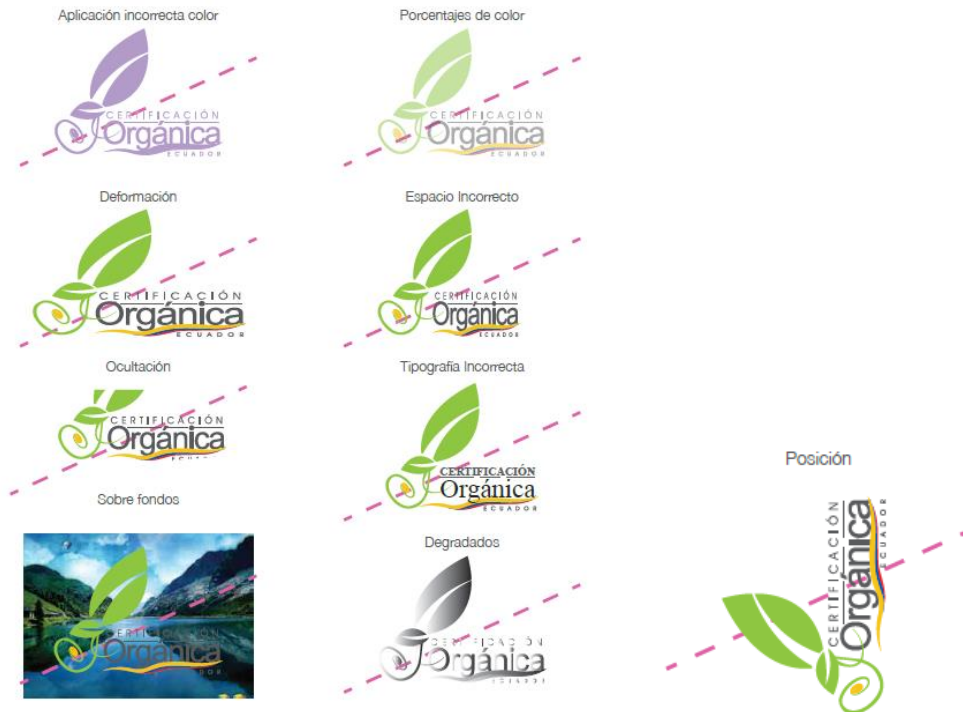 Aplicación incorrecta color
CERTIFICACIÓN
Orgánica
ECUADOR
Porcentajes de color
CERTIFICACIÓN
Orgánica
ECUADOR
Deformación
CERTIFICACIÓN
Orgánica
ECUADOR
Espacio Incorrecto
CERTIFICACIÓN
Orgánica
ECUADOR
Ocultación
CERTIFICACIÓN
Orgánica
Tipografía Incorrecta
CERTIFICACIÓN
Orgánica
ECUADOR
Sobre fondos
CERTIFICACIÓN
Orgánica
ECUADOR
Degradados
CERTIFICACIÓN
Orgánica
ECUADOR
Posición
CERTIFICACIÓN
Orgánica
ECUADOR